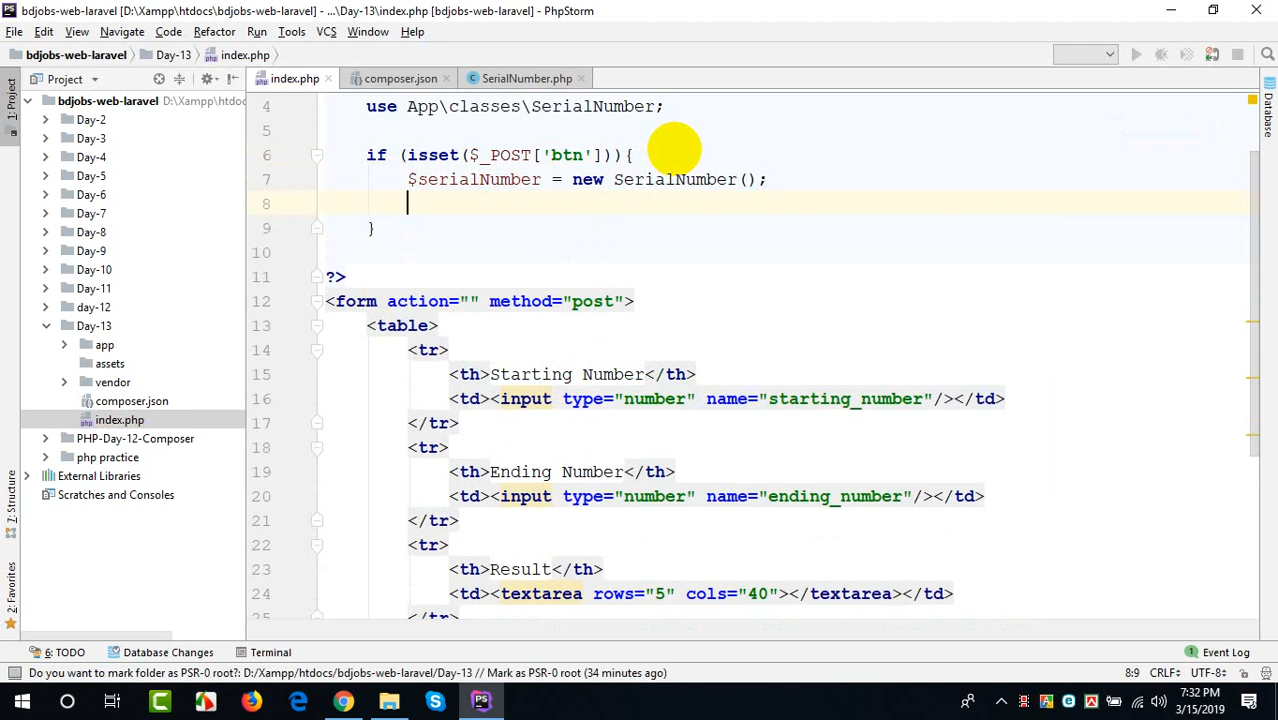 bdjobs-web-laravel [D:\Xampp\htdocs\bdjobs-web-laravel] - ...\Day-13\index.php [bdjobs-web-laravel] - PhpStorm
File Edit View Navigate Code Refactor Run Tools VCS Window Help
bdjobs-web-laravel Day-13 index.php
Project index.php composer.json SerialNumber.php
1: Project
bdjobs-web-laravel D:\Xampp\htdoc
Day-2
Day-3
Day-4
Day-5
Day-6
Day-7
Day-8
Day-9
Day-10
Day-11
day-12
Day-13
app
assets
vendor
composer.json
index.php
PHP-Day-12-Composer
php practice
External Libraries
Scratches and Consoles
7: Structure
2: Favorites
4 use App\classes\SerialNumber;
5
6 if (isset($_POST['btn'])){
7 $serialNumber = new SerialNumber();
8
9 }
10
11 ?>
12 <form action="" method="post">
13 <table>
14 <tr>
15 <th>Starting Number</th>
16 <td><input type="number" name="starting_number"/></td>
17 </tr>
18 <tr>
19 <th>Ending Number</th>
20 <td><input type="number" name="ending_number"/></td>
21 </tr>
22 <tr>
23 <th>Result</th>
24 <td><textarea rows="5" cols="40"></textarea></td>
25 </tr>
Database
6: TODO Database Changes Terminal Event Log
Do you want to mark folder as PSR-0 root?: D:/Xampp/htdocs/bdjobs-web-laravel/Day-13 // Mark as PSR-0 root (34 minutes ago) 8:9 CRLF÷ UTF-8÷
7:32 PM
3/15/2019